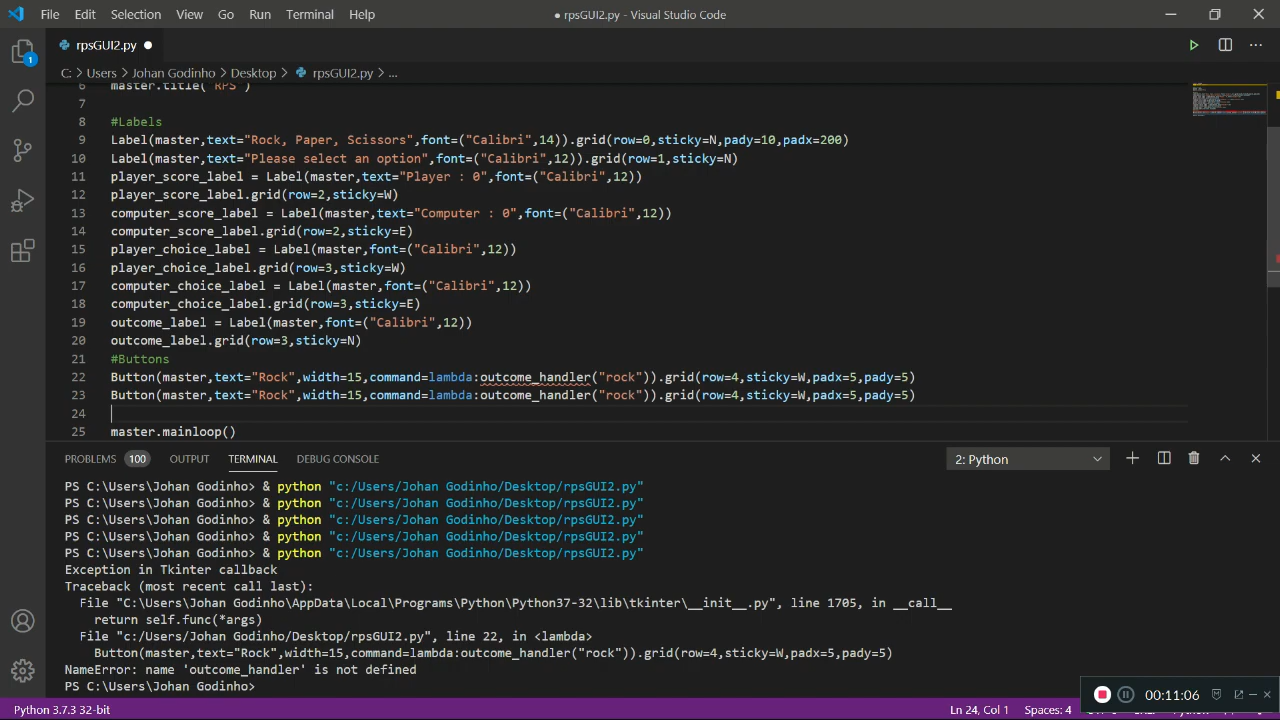 File Edit Selection View Go Run Terminal Help
● rpsGUI2.py - Visual Studio Code
rpsGUI2.py
C: > Users > Johan Godinho > Desktop > rpsGUI2.py > ...
6 master.title("RPS")
7
8 #Labels
9 Label(master,text="Rock, Paper, Scissors",font=("Calibri",14)).grid(row=0,sticky=N,pady=10,padx=200)
10 Label(master,text="Please select an option",font=("Calibri",12)).grid(row=1,sticky=N)
11 player_score_label = Label(master,text="Player : 0",font=("Calibri",12))
12 player_score_label.grid(row=2,sticky=W)
13 computer_score_label = Label(master,text="Computer : 0",font=("Calibri",12))
14 computer_score_label.grid(row=2,sticky=E)
15 player_choice_label = Label(master,font=("Calibri",12))
16 player_choice_label.grid(row=3,sticky=W)
17 computer_choice_label = Label(master,font=("Calibri",12))
18 computer_choice_label.grid(row=3,sticky=E)
19 outcome_label = Label(master,font=("Calibri",12))
20 outcome_label.grid(row=3,sticky=N)
21 #Buttons
22 Button(master,text="Rock",width=15,command=lambda:outcome_handler("rock")).grid(row=4,sticky=W,padx=5,pady=5)
23 Button(master,text="Rock",width=15,command=lambda:outcome_handler("rock")).grid(row=4,sticky=W,padx=5,pady=5)
24
25 master.mainloop()
PROBLEMS 100 OUTPUT TERMINAL DEBUG CONSOLE 2: Python
PS C:\Users\Johan Godinho> & python "c:/Users/Johan Godinho/Desktop/rpsGUI2.py"
PS C:\Users\Johan Godinho> & python "c:/Users/Johan Godinho/Desktop/rpsGUI2.py"
PS C:\Users\Johan Godinho> & python "c:/Users/Johan Godinho/Desktop/rpsGUI2.py"
PS C:\Users\Johan Godinho> & python "c:/Users/Johan Godinho/Desktop/rpsGUI2.py"
PS C:\Users\Johan Godinho> & python "c:/Users/Johan Godinho/Desktop/rpsGUI2.py"
Exception in Tkinter callback
Traceback (most recent call last):
File "C:\Users\Johan Godinho\AppData\Local\Programs\Python\Python37-32\lib\tkinter\__init__.py", line 1705, in __call__
return self.func(*args)
File "c:/Users/Johan Godinho/Desktop/rpsGUI2.py", line 22, in <lambda>
Button(master,text="Rock",width=15,command=lambda:outcome_handler("rock")).grid(row=4,sticky=W,padx=5,pady=5)
NameError: name 'outcome_handler' is not defined
PS C:\Users\Johan Godinho>
00:11:06
Python 3.7.3 32-bit
Ln 24, Col 1 Spaces: 4
1